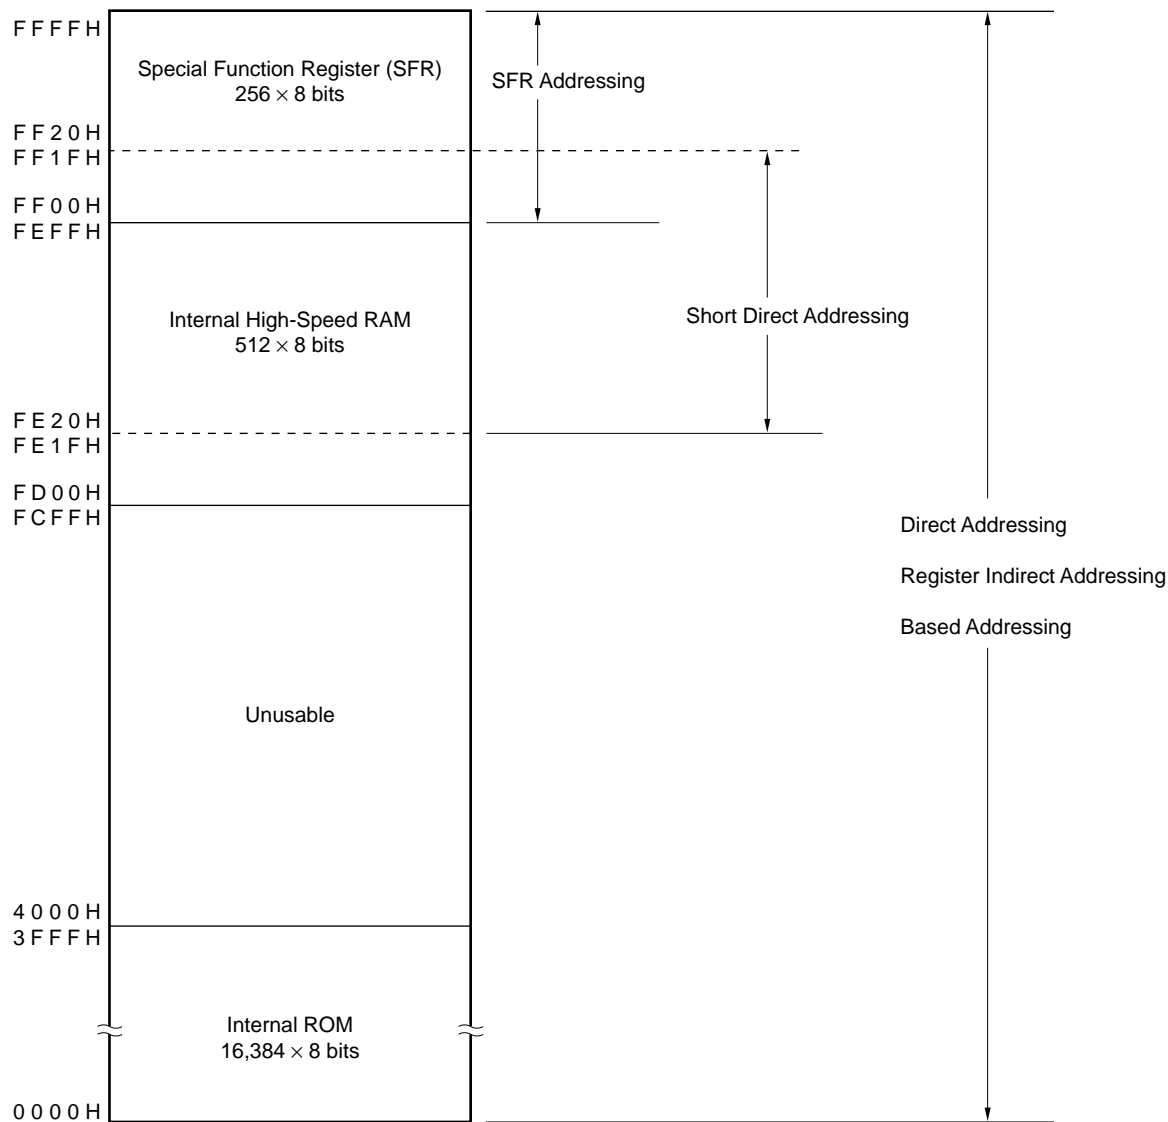 FFFFH
Special Function Register (SFR)
256 × 8 bits
SFR Addressing
FF20H
FF1FH
FF00H
FEFFH
Internal High-Speed RAM
512 × 8 bits
Short Direct Addressing
FE20H
FE1FH
FD00H
FCFFH
Direct Addressing
Register Indirect Addressing
Based Addressing
Unusable
4000H
3FFFH
Internal ROM
16,384 × 8 bits
0000H